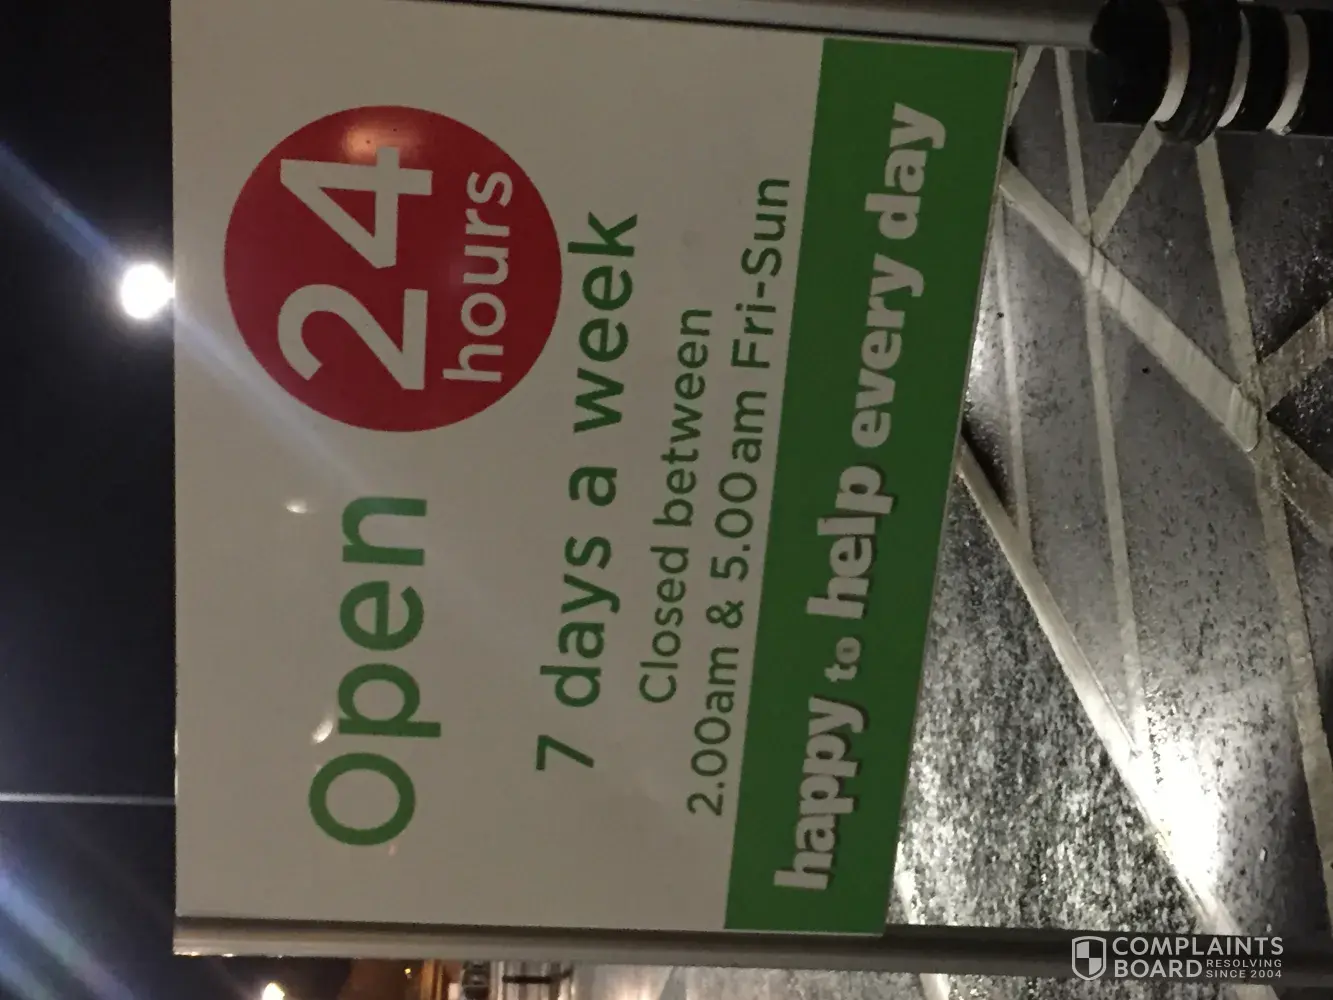 Open 24
hours
7 days a week
Closed between
2.00am & 5.00am Fri-Sun
happy to help every day
COMPLAINTS
BOARD RESOLVING
SINCE 2004